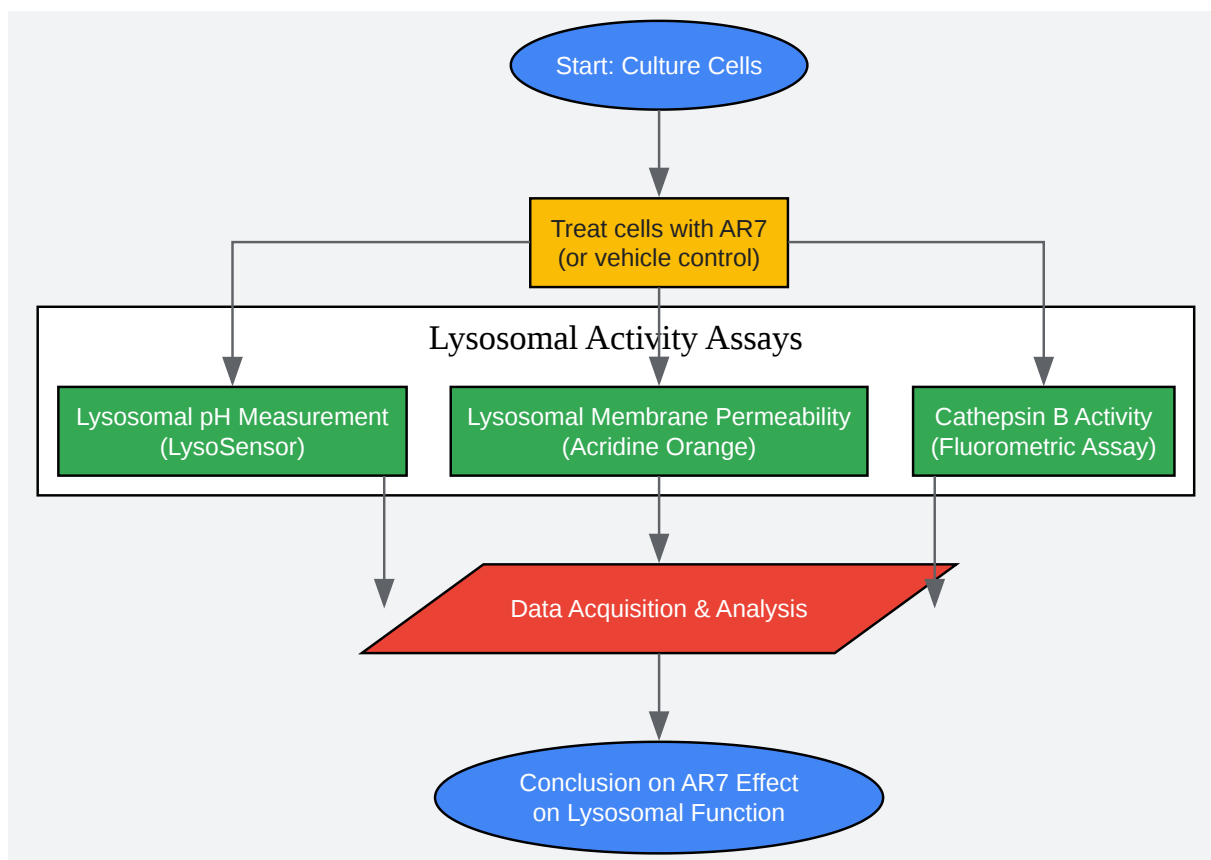 Start: Culture Cells
Treat cells with AR7
(or vehicle control)
Lysosomal Activity Assays
Lysosomal pH Measurement
(LysoSensor)
Lysosomal Membrane Permeability
(Acridine Orange)
Cathepsin B Activity
(Fluorometric Assay)
Data Acquisition & Analysis
Conclusion on AR7 Effect
on Lysosomal Function